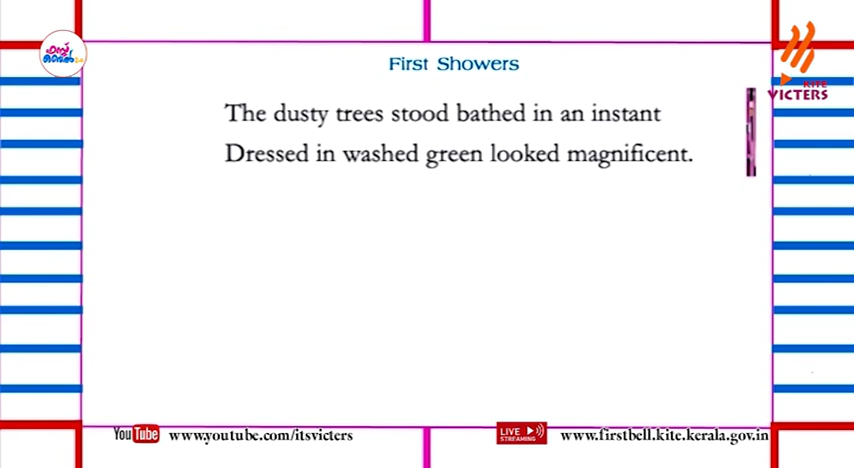 First Showers
KITE
VICTERS
The dusty trees stood bathed in an instant
Dressed in washed green looked magnificent.
YouTube www.youtube.com/itsvicters
LIVE STREAMING www.firstbell.kite.kerala.gov.in